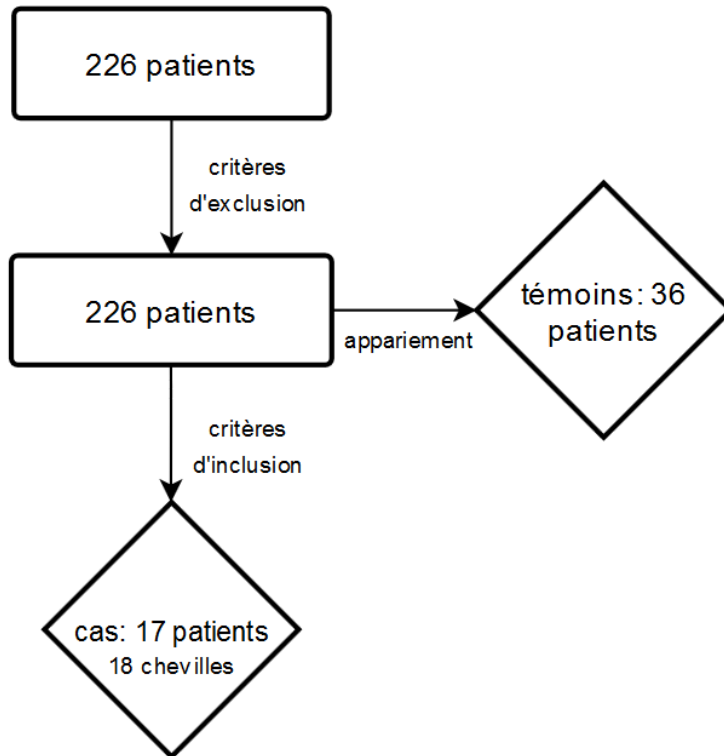 226 patients
critères
d'exclusion
226 patients
appariement
témoins: 36
patients
critères
d'inclusion
cas: 17 patients
18 chevilles